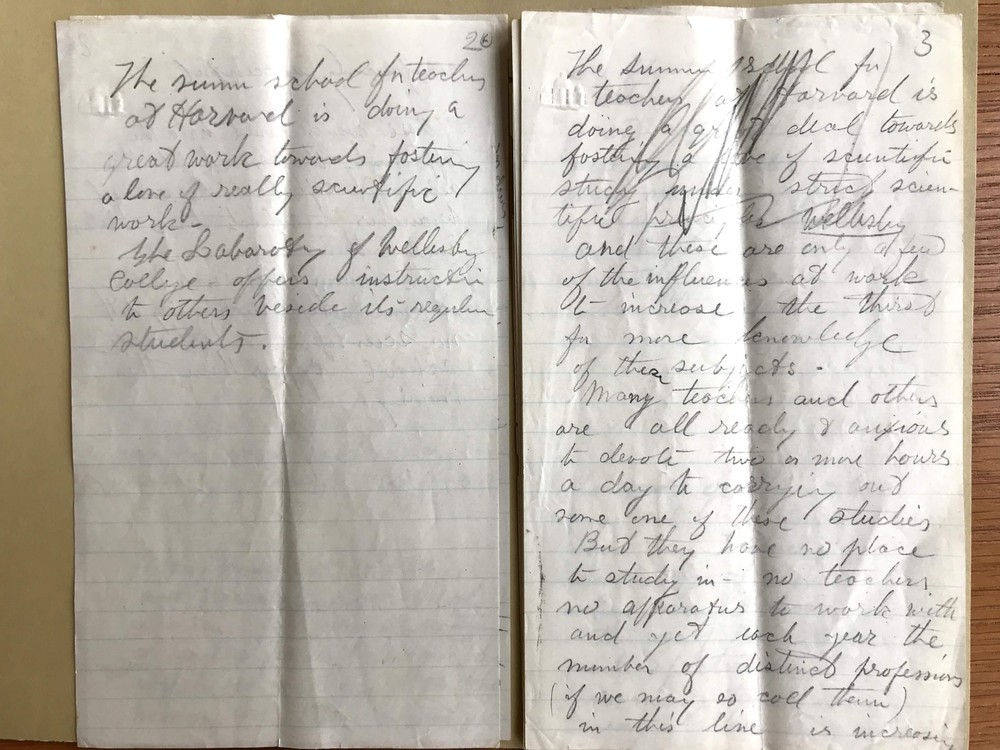 26
The summ school for teachers
at Harvard is doing a
great work towards fostering
a love of really scientific
work -
The Laborotory of Wellesley
College offers instruction
to others beside its regular
students.
3
The Summer school for
teachers at Harvard is
doing a great deal towards
fostering a love of scientific
study under strict scien-
tific Wellesley
and these are only a few
of the influences at work
to increase the thirst
for more knowledge
of these subjects.
Many teachers and others
are all ready & anxious
to devote two or more hours
a day to carrying out
some one of these studies
But they have no place
to study in - no teachers
no apparatus to work with
and yet each year the
number of distinct professions
(if we may so call them)
in this line is increasing